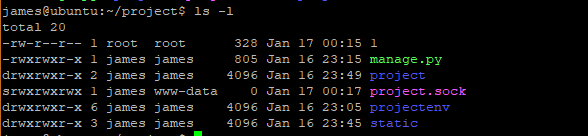 james@ubuntu:~/project$ ls -l
total 20
-rw-r--r-- 1 root  root       328 Jan 17 00:15 l
-rwxrwxr-x 1 james james      805 Jan 16 23:15 manage.py
drwxrwxr-x 2 james james     4096 Jan 16 23:49 project
srwxrwxrwx 1 james www-data     0 Jan 17 00:17 project.sock
drwxrwxr-x 6 james james     4096 Jan 16 23:05 projectenv
drwxrwxr-x 3 james james     4096 Jan 16 23:45 static